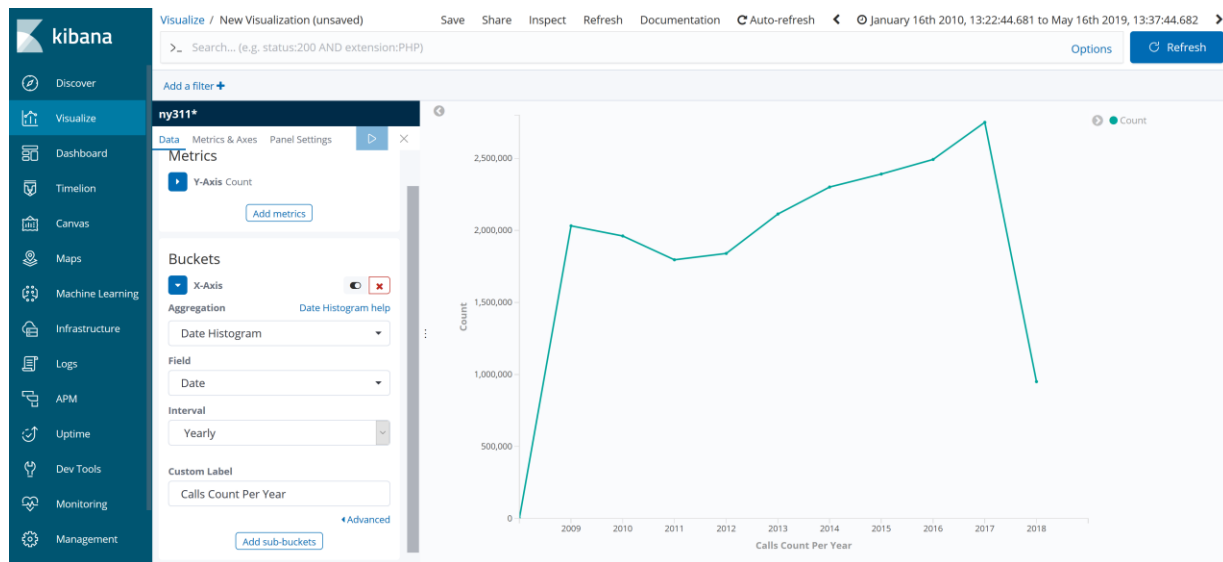 kibana
Discover
Visualize
Dashboard
Timelion
Canvas
Maps
Machine Learning
Infrastructure
Logs
APM
Uptime
Dev Tools
Monitoring
Management
Visualize / New Visualization (unsaved)
Save Share Inspect Refresh Documentation Auto-refresh January 16th 2010, 13:22:44.681 to May 16th 2019, 13:37:44.682
>_ Search... (e.g. status:200 AND extension:PHP)
Options
Refresh
Add a filter +
ny311*
Data Metrics & Axes Panel Settings
Metrics
Y-Axis Count
Add metrics
Buckets
X-Axis
Aggregation Date Histogram help
Date Histogram
Field
Date
Interval
Yearly
Custom Label
Calls Count Per Year
Advanced
Add sub-buckets
Count
2,500,000
2,000,000
1,500,000
1,000,000
500,000
0
Count
2009 2010 2011 2012 2013 2014 2015 2016 2017 2018
Calls Count Per Year